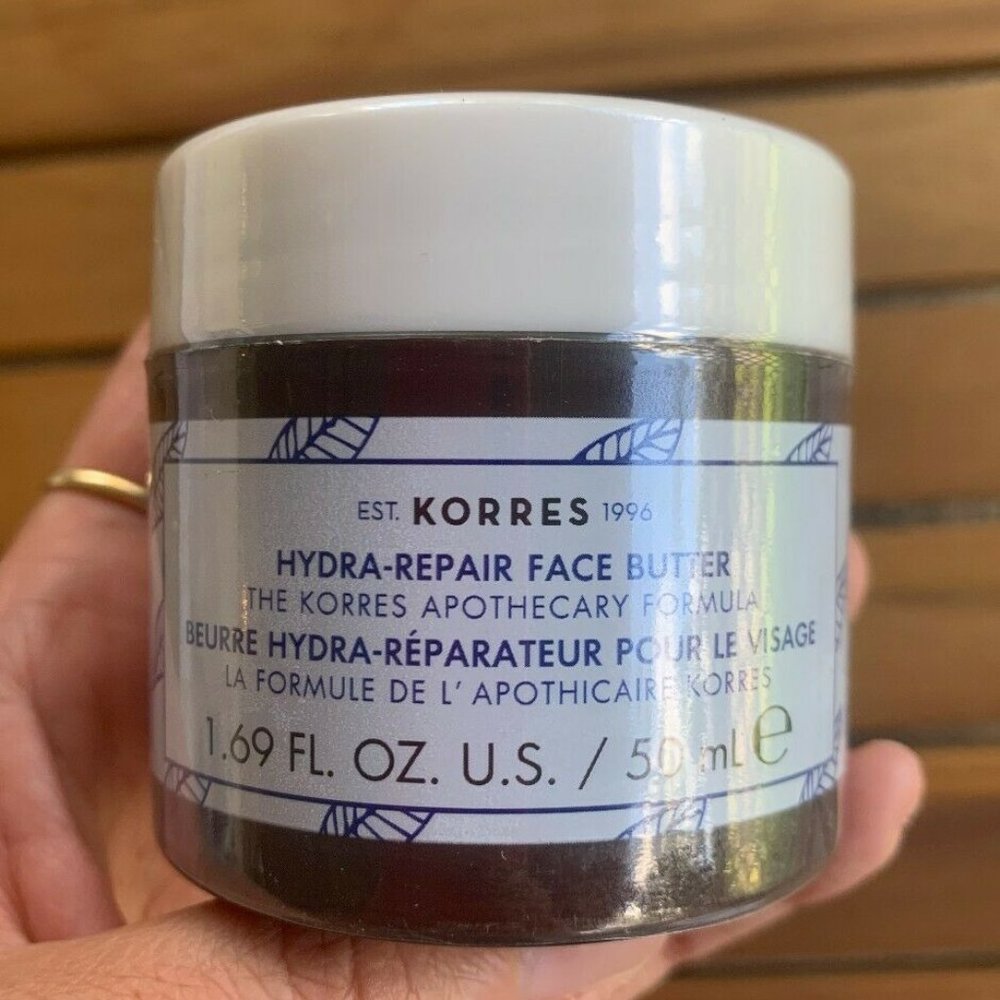 EST. KORRES 1996
HYDRA-REPAIR FACE BUTTER
THE KORRES APOTHECARY FORMULA
BEURRE HYDRA-RÉPARATEUR POUR LE VISAGE
LA FORMULE DE L' APOTHICAIRE KORRES
1.69 FL. OZ. U.S. / 50 mL ℮